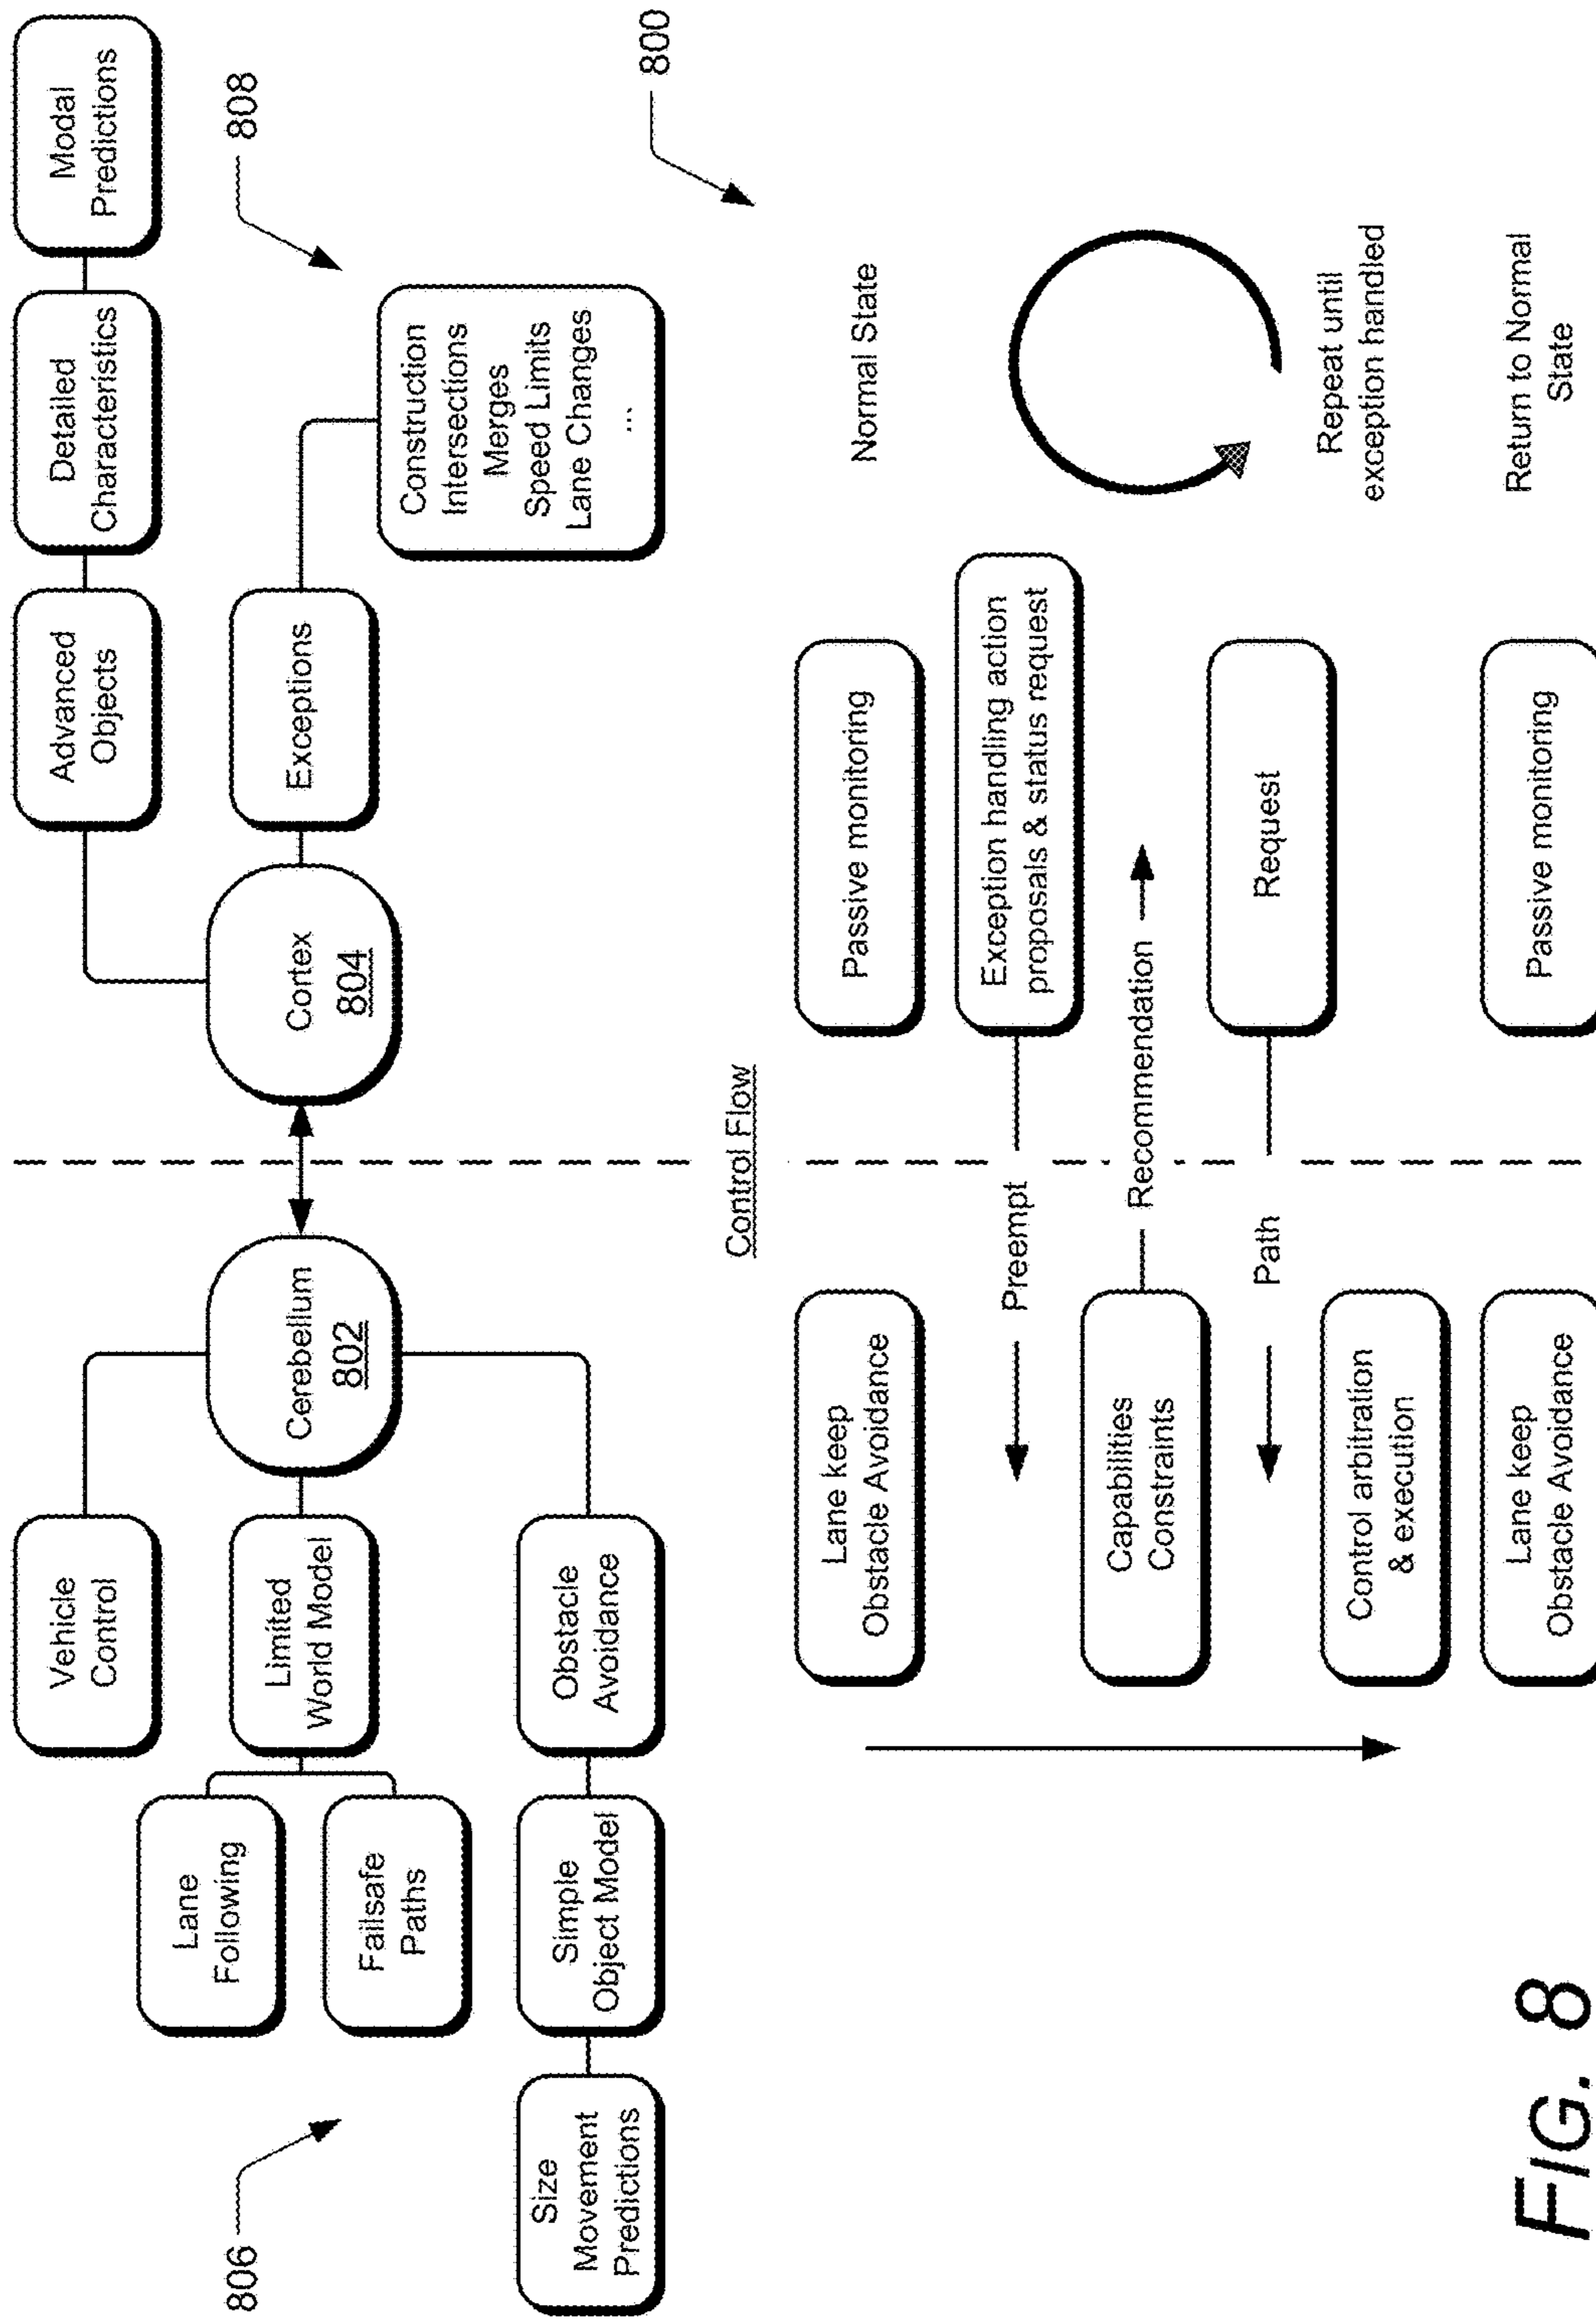 806
Size
Movement
Predictions
Lane
Following
Failsafe
Paths
Simple
Object Model
Vehicle
Control
Limited
World Model
Obstacle
Avoidance
Cerebellum
802
Cortex
804
Advanced
Objects
Exceptions
Detailed
Characteristics
Modal
Predictions
808
Construction
Intersections
Merges
Speed Limits
Lane Changes
...
800
Control Flow
Lane keep
Obstacle Avoidance
Passive monitoring
Normal State
Preempt
Exception handling action
proposals & status request
Capabilities
Constraints
Recommendation
Path
Request
Repeat until
exception handled
Control arbitration
& execution
Lane keep
Obstacle Avoidance
Passive monitoring
Return to Normal
State
FIG. 8